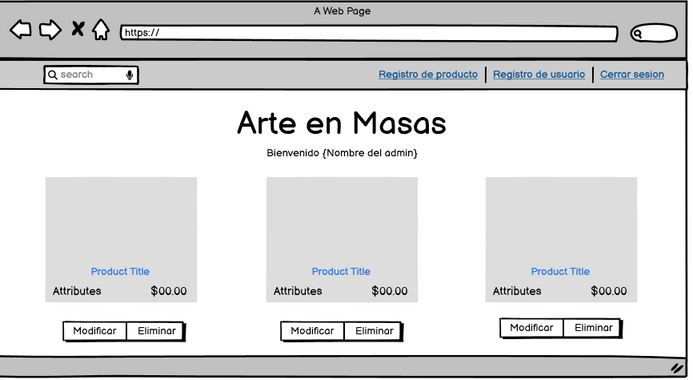 A Web Page
https://
search
Registro de producto
Registro de usuario
Cerrar sesion
Arte en Masas
Bienvenido {Nombre del admin}
Product Title
Attributes $00.00
Product Title
Attributes $00.00
Product Title
Attributes $00.00
Modificar Eliminar
Modificar Eliminar
Modificar Eliminar